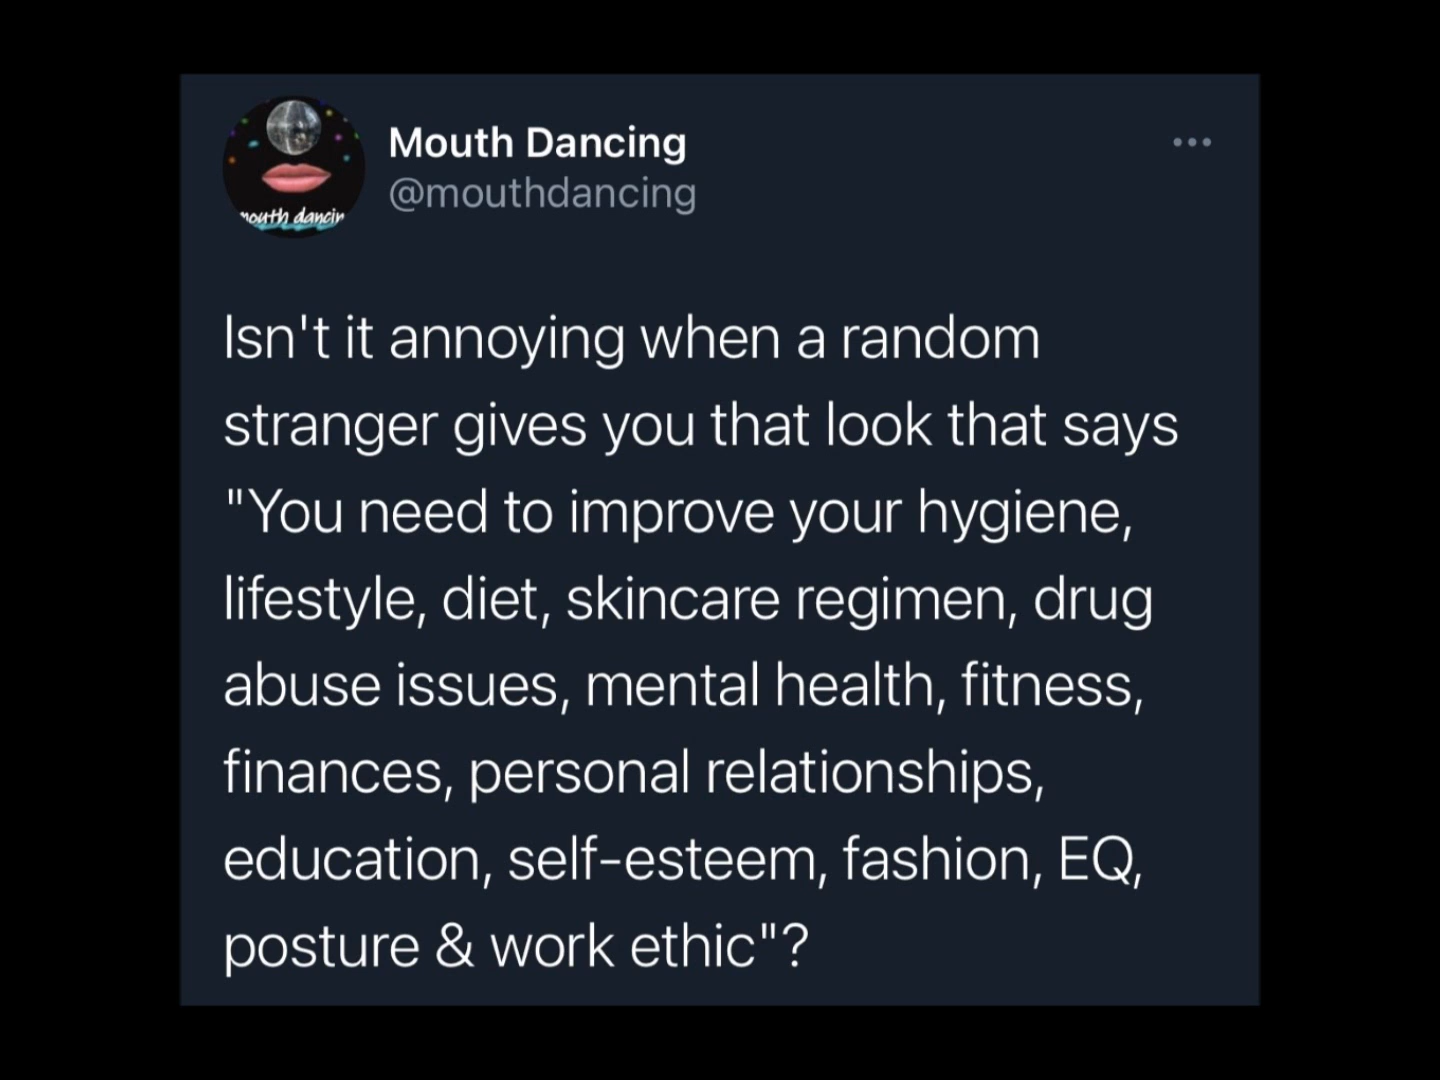 Mouth Dancing
@mouthdancing
mouth dancin
Isn't it annoying when a random
stranger gives you that look that says
"You need to improve your hygiene,
lifestyle, diet, skincare regimen, drug
abuse issues, mental health, fitness,
finances, personal relationships,
education, self-esteem, fashion, EQ,
posture & work ethic"?